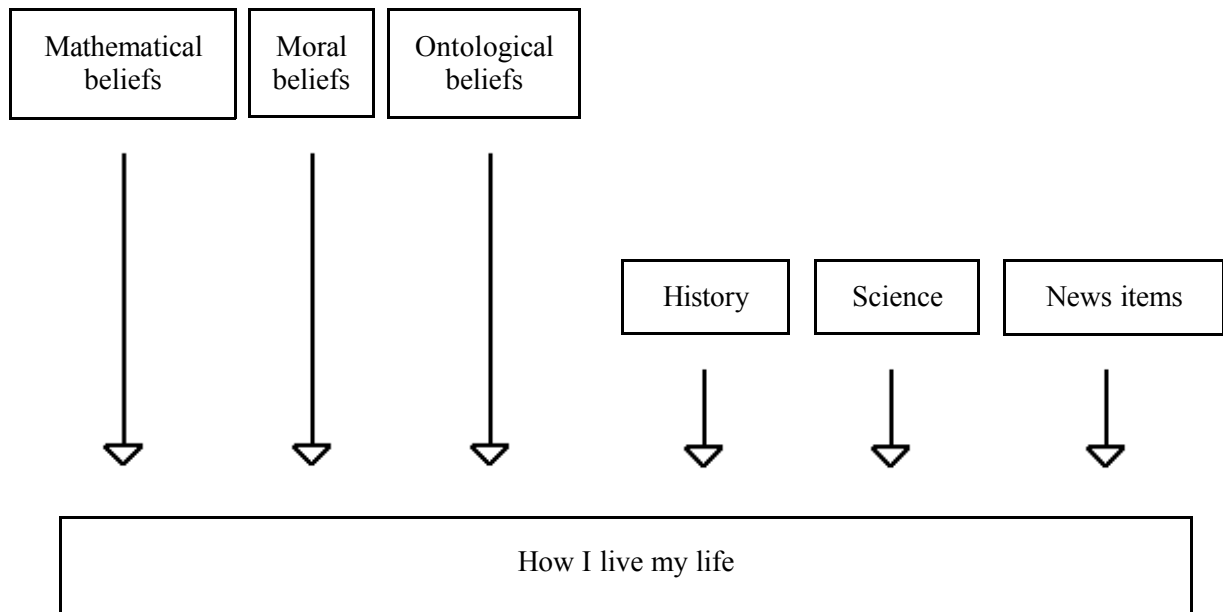 Mathematical
beliefs
Moral
beliefs
Ontological
beliefs
History
Science
News items
How I live my life